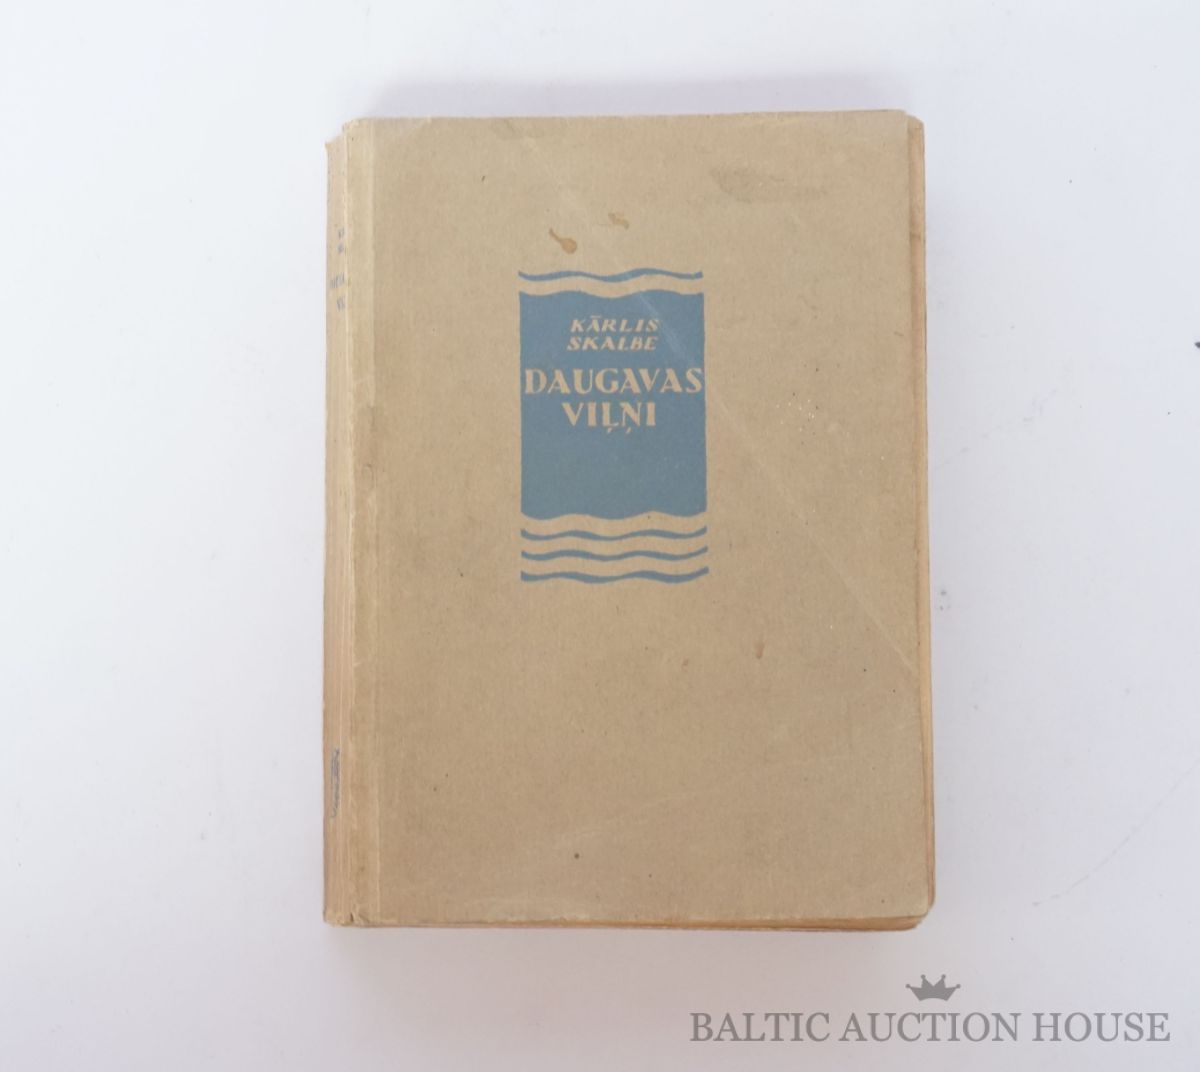 KĀRLIS
SKALBE
DAUGAVAS
VIĻŅI
BALTIC AUCTION HOUSE